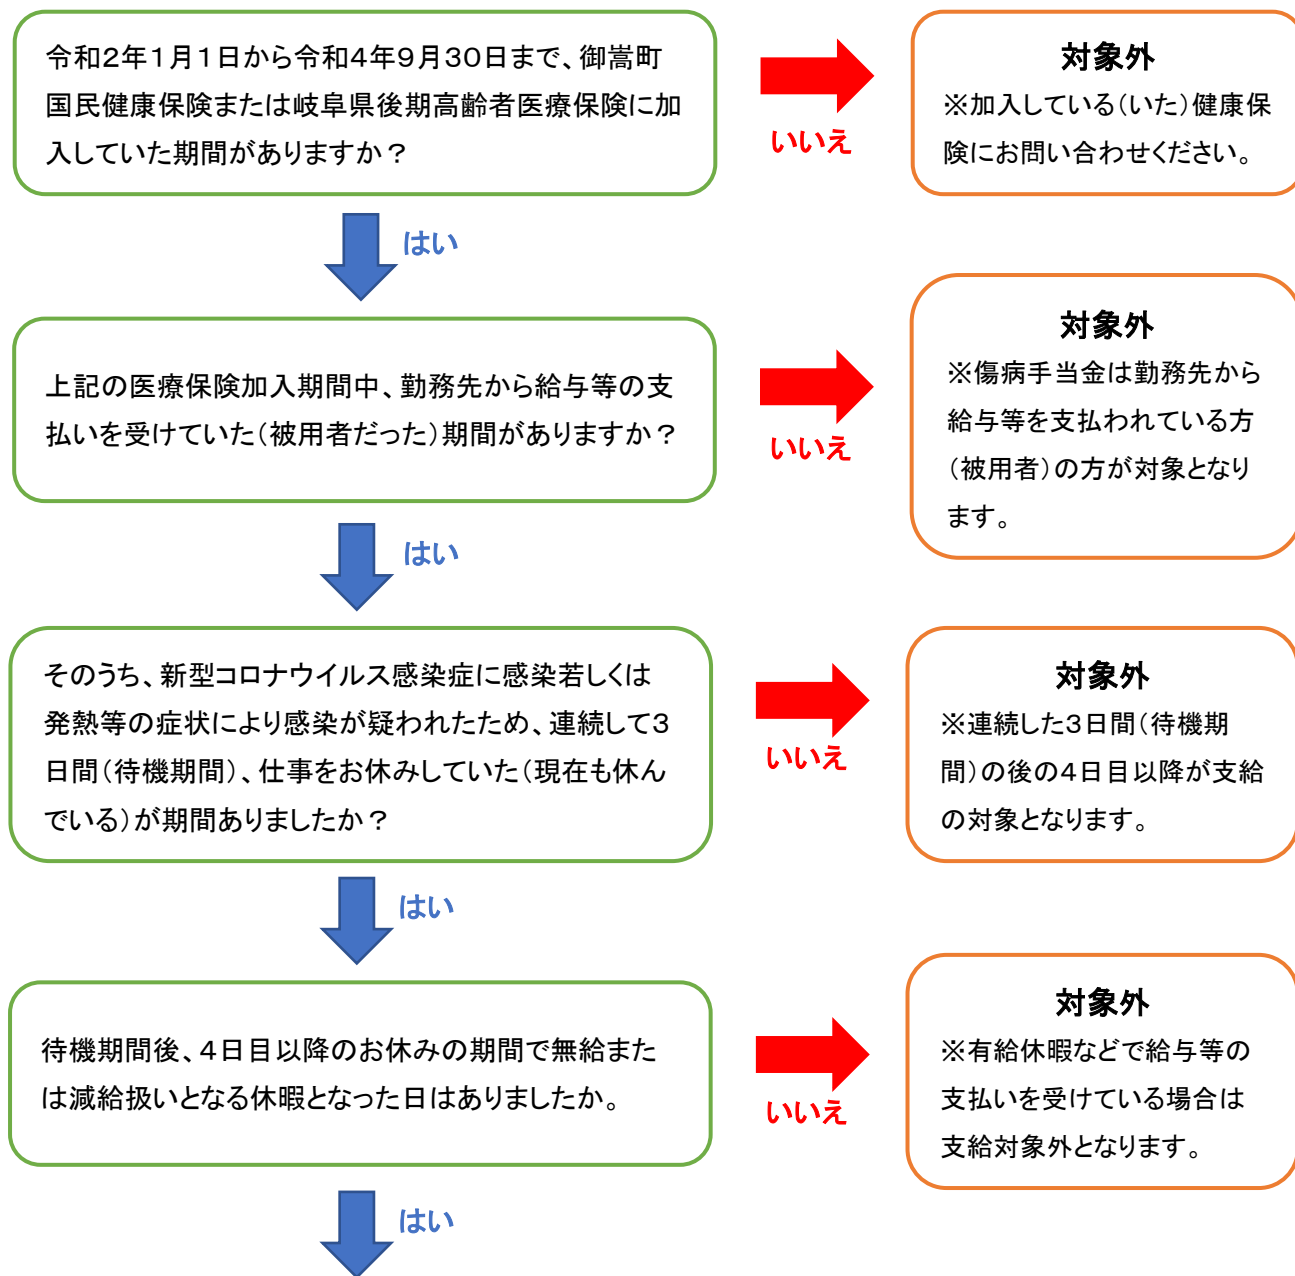 令和2年1月1日から令和4年9月30日まで、御嵩町
国民健康保険または岐阜県後期高齢者医療保険に加
入していた期間がありますか？
いいえ
対象外
※加入している(いた)健康保
険にお問い合わせください。
はい
上記の医療保険加入期間中、勤務先から給与等の支
払いを受けていた(被用者だった)期間がありますか？
いいえ
対象外
※傷病手当金は勤務先から
給与等を支払われている方
(被用者)の方が対象となり
ます。
はい
そのうち、新型コロナウイルス感染症に感染若しくは
発熱等の症状により感染が疑われたため、連続して3
日間(待機期間)、仕事をお休みしていた(現在も休ん
でいる)が期間ありましたか？
いいえ
対象外
※連続した3日間(待機期
間)の後の4日目以降が支給
の対象となります。
はい
待機期間後、4日目以降のお休みの期間で無給また
は減給扱いとなる休暇となった日はありましたか。
いいえ
対象外
※有給休暇などで給与等の
支払いを受けている場合は
支給対象外となります。
はい